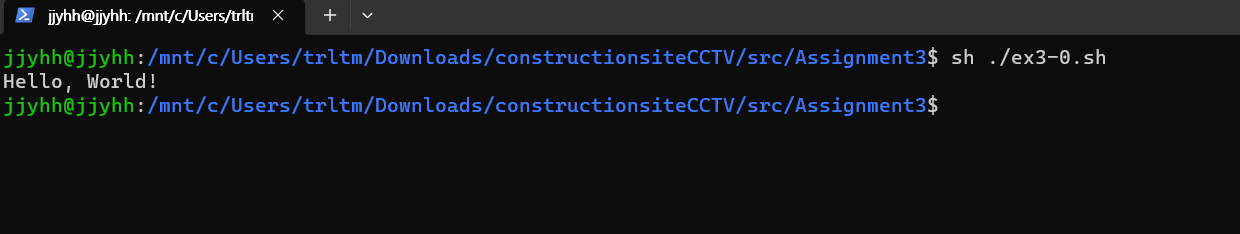 jjyhh@jjyhh: /mnt/c/Users/trltm
jjyhh@jjyhh:/mnt/c/Users/trltm/Downloads/constructionsiteCCTV/src/Assignment3$ sh ./ex3-0.sh
Hello, World!
jjyhh@jjyhh:/mnt/c/Users/trltm/Downloads/constructionsiteCCTV/src/Assignment3$